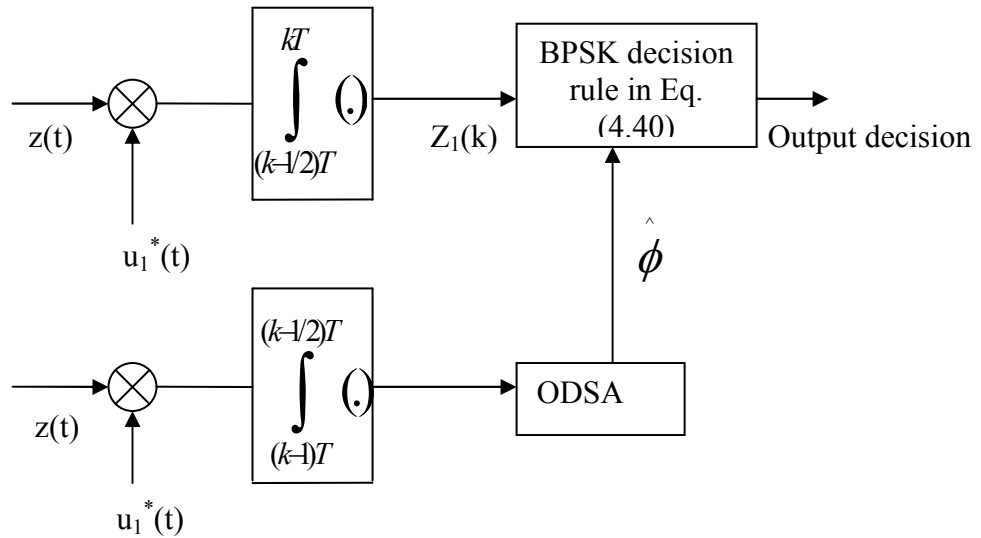 kT
∫ (.)
(k-1/2)T
BPSK decision
rule in Eq.
(4.40)
z(t)
Z₁(k)
Output decision
u₁*(t)
^
ϕ
(k-1/2)T
∫ (.)
(k-1)T
ODSA
z(t)
u₁*(t)